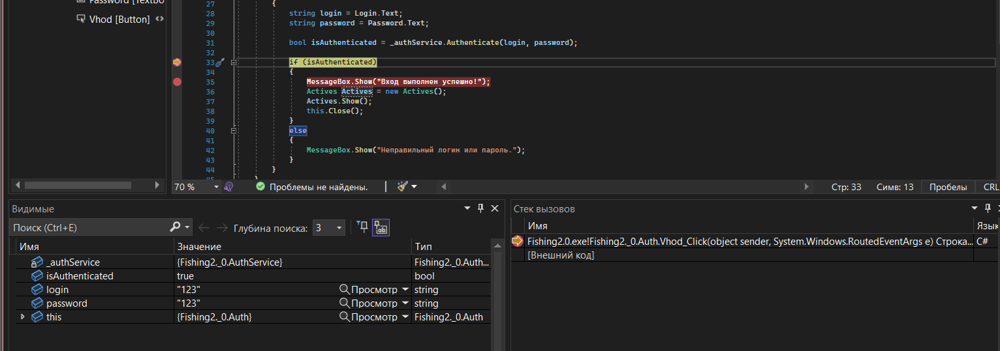 Password [TextBo
Vhod [Button]
27 {
28 string login = Login.Text;
29 string password = Password.Text;
30
31 bool isAuthenticated = _authService.Authenticate(login, password);
32
33 if (isAuthenticated)
34 {
35 MessageBox.Show("Вход выполнен успешно!");
36 Actives Actives = new Actives();
37 Actives.Show();
38 this.Close();
39 }
40 else
41 {
42 MessageBox.Show("Неправильный логин или пароль.");
43 }
44 }
45 }
70 % Проблемы не найдены. Стр: 33 Симв: 13 Пробелы CRL
Видимые
Поиск (Ctrl+E) Глубина поиска: 3
Имя Значение Тип
_authService {Fishing2._0.AuthService} Fishing2._0.Auth...
isAuthenticated true bool
login "123" Просмотр string
password "123" Просмотр string
this {Fishing2._0.Auth} Просмотр Fishing2._0.Auth
Стек вызовов
Имя Язык
Fishing2.0.exe!Fishing2._0.Auth.Vhod_Click(object sender, System.Windows.RoutedEventArgs e) Строка... C#
[Внешний код]